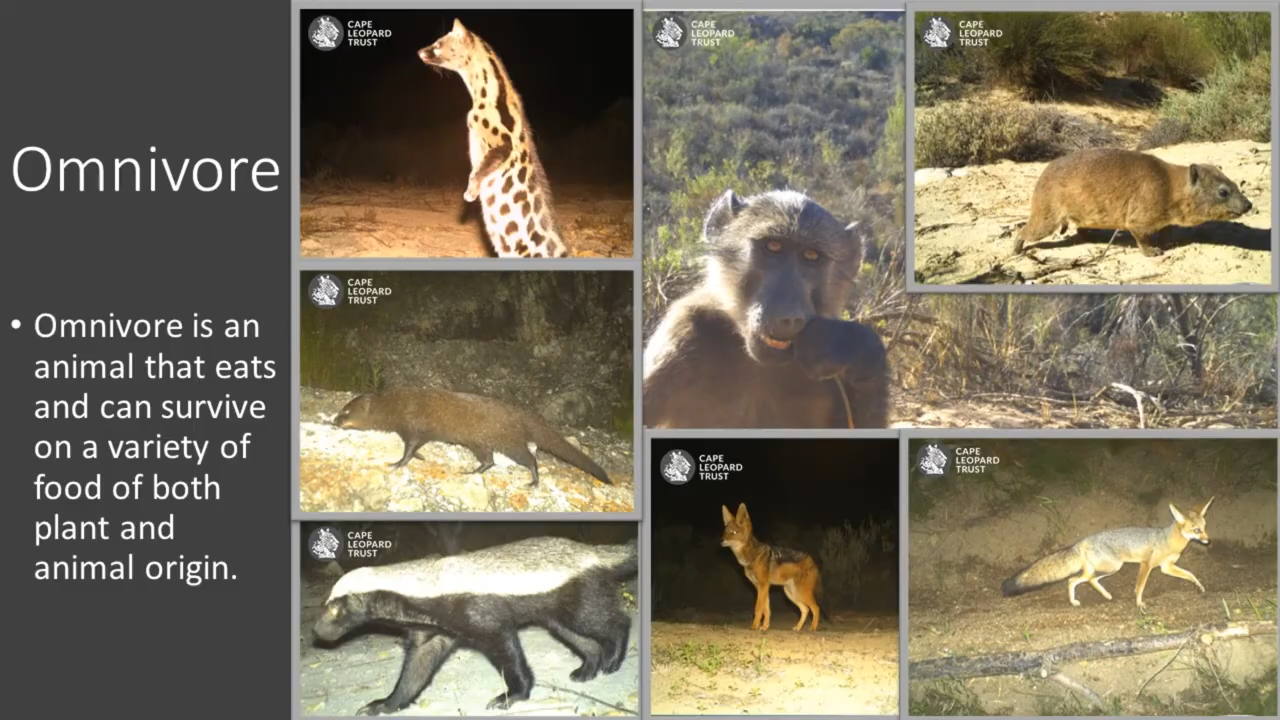 Omnivore
• Omnivore is an
animal that eats
and can survive
on a variety of
food of both
plant and
animal origin.
CAPE
LEOPARD
TRUST
CAPE
LEOPARD
TRUST
CAPE
LEOPARD
TRUST
CAPE
LEOPARD
TRUST
CAPE
LEOPARD
TRUST
CAPE
LEOPARD
TRUST
CAPE
LEOPARD
TRUST